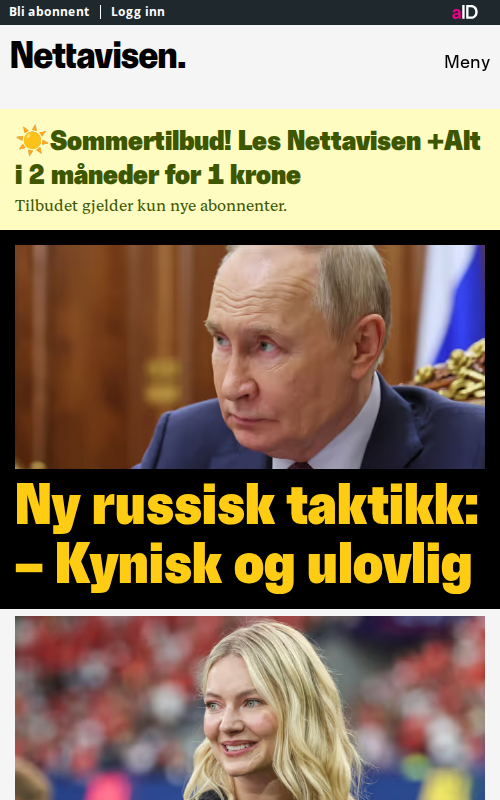 Bli abonnent | Logg inn
aID
Nettavisen.
Meny
☀️Sommertilbud! Les Nettavisen +Alt
i 2 måneder for 1 krone
Tilbudet gjelder kun nye abonnenter.
Ny russisk taktikk:
– Kynisk og ulovlig